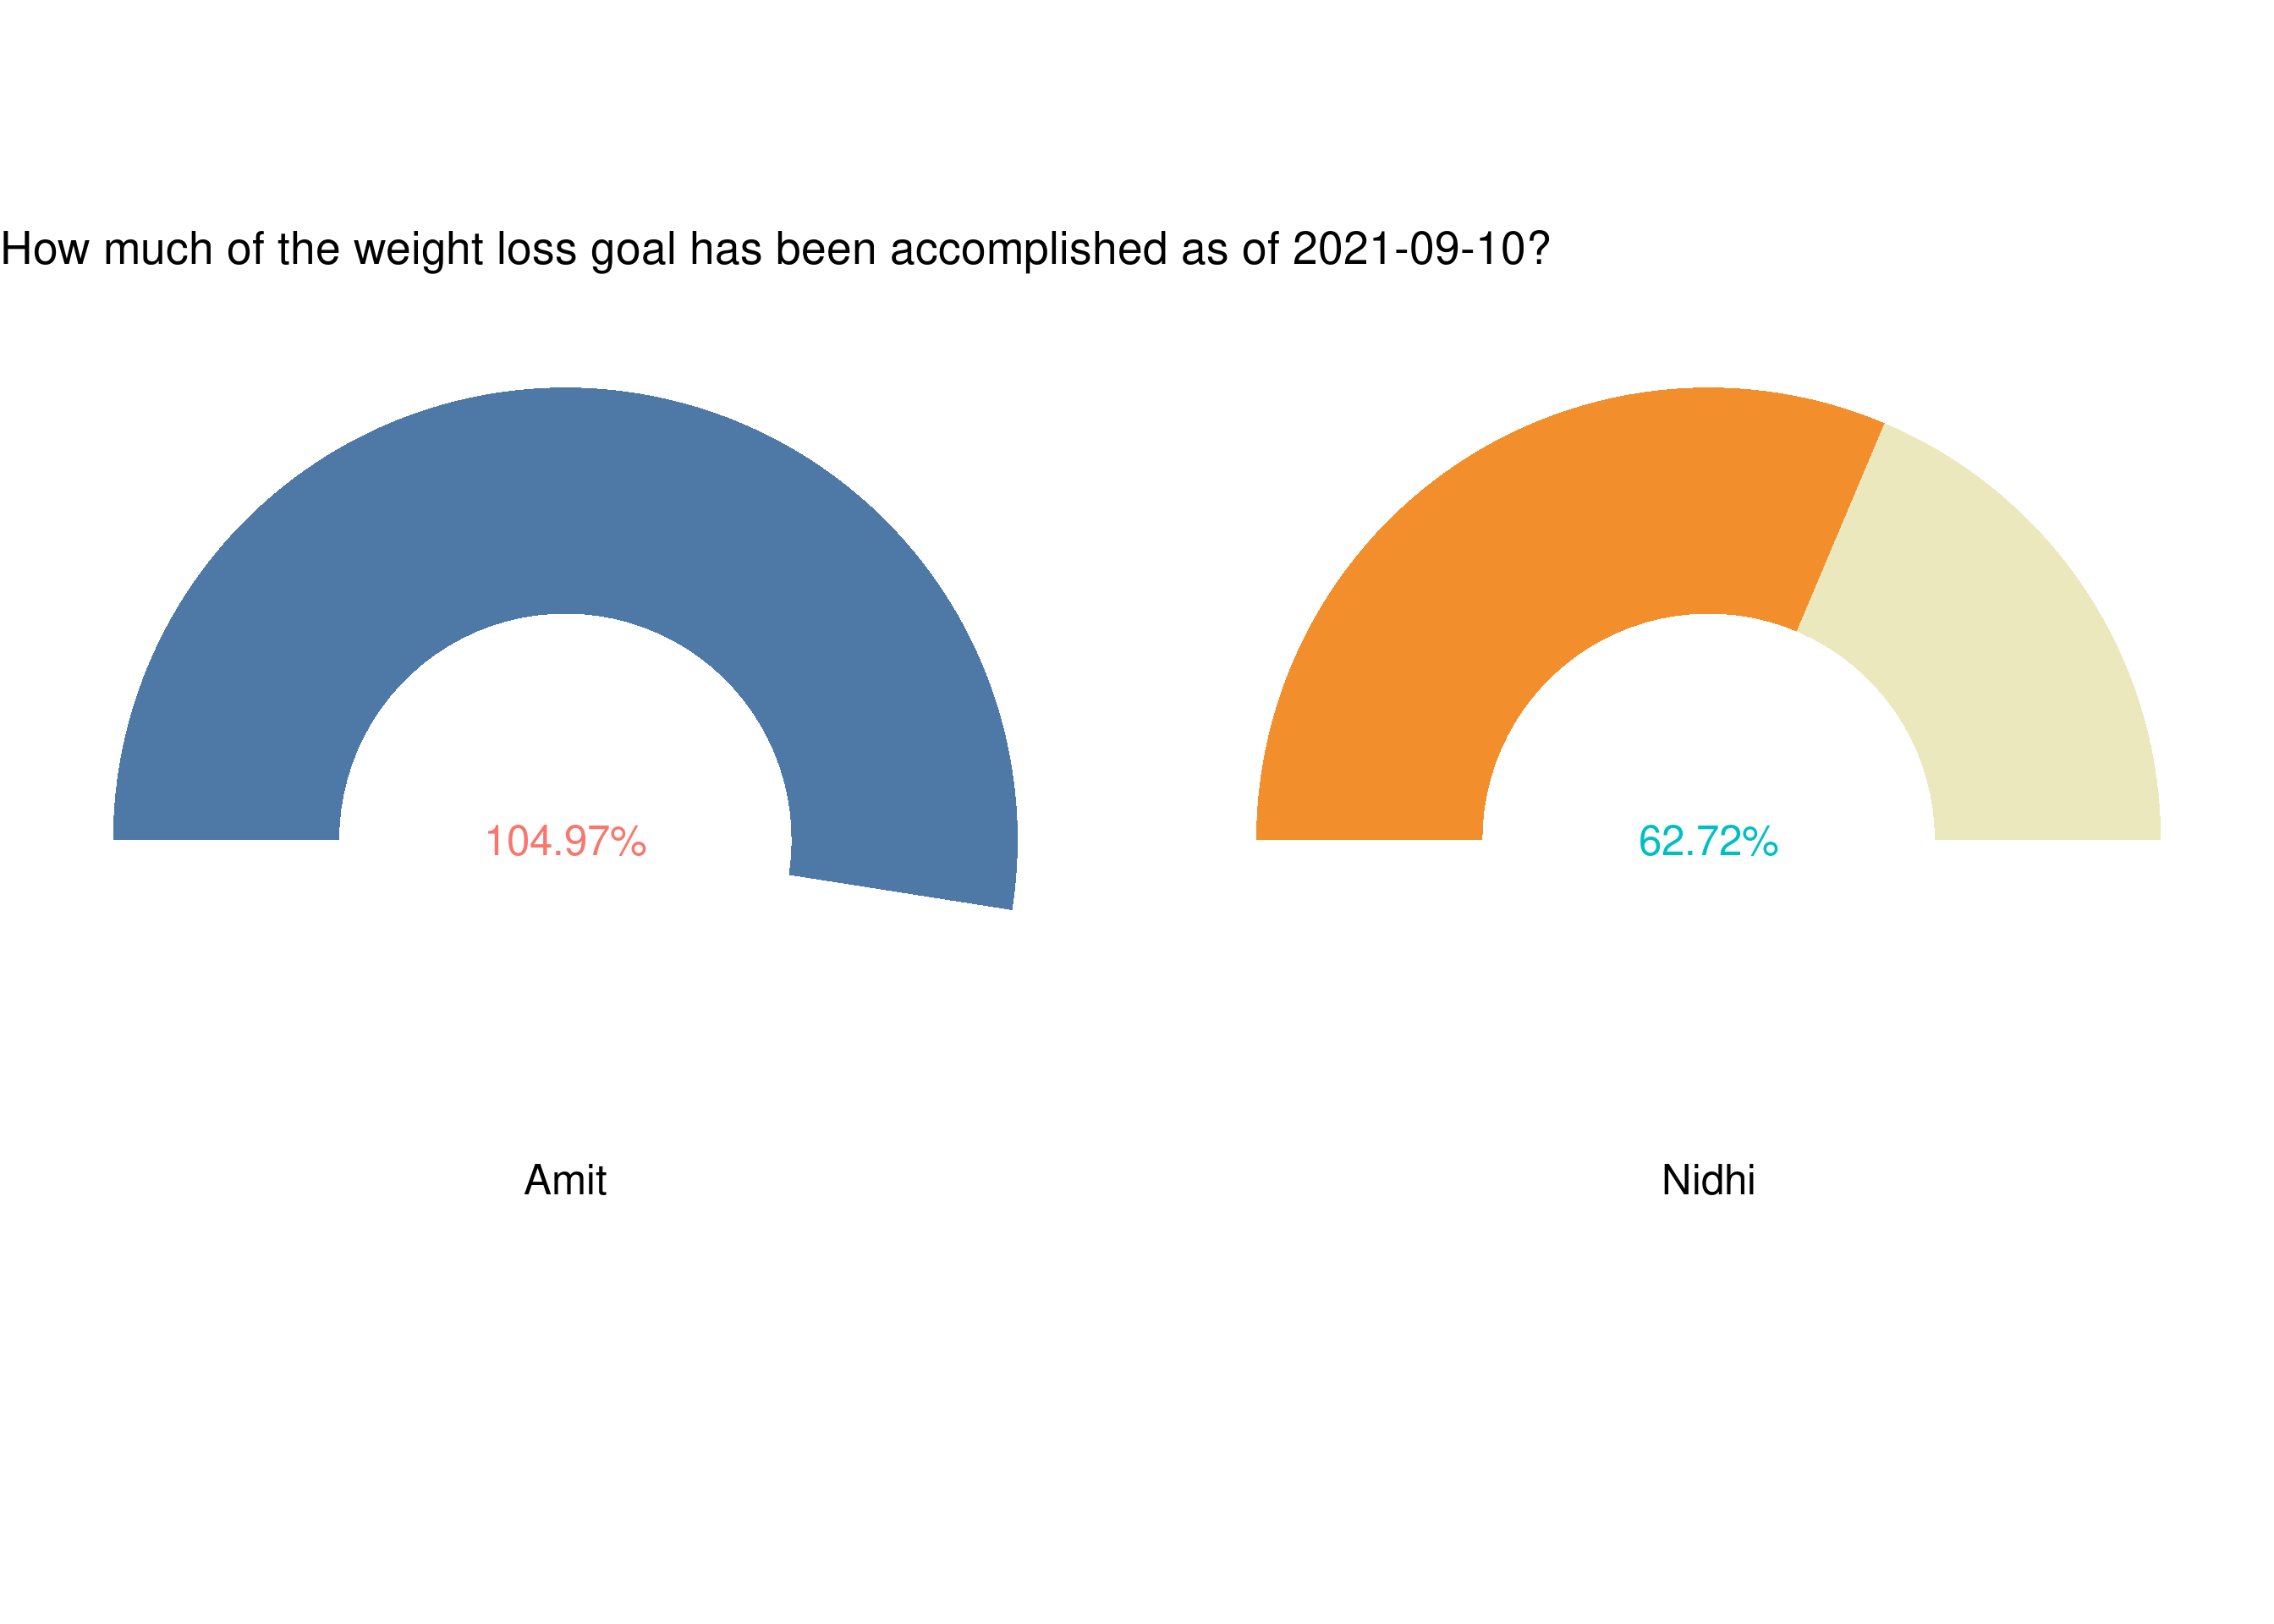 How much of the weight loss goal has been accomplished as of 2021-09-10?
104.97%
62.72%
Amit
Nidhi